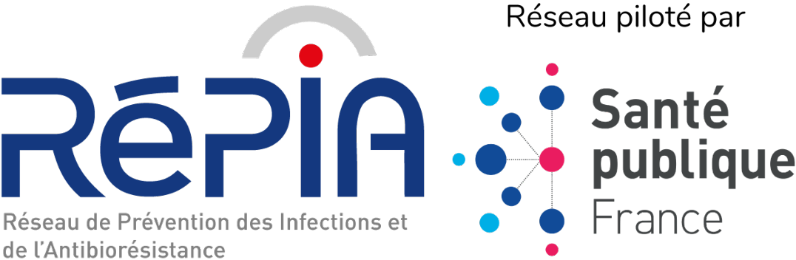 RéPIA
Réseau de Prévention des Infections et
de l'Antibiorésistance
Réseau piloté par
Santé
publique
France